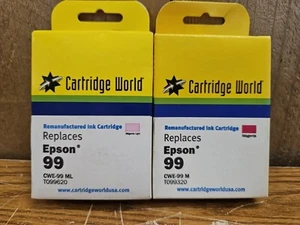 Cartridge World®
Remanufactured Ink Cartridge
Replaces
Epson®
99
CWE-99 ML
T099620
www.cartridgeworldusa.com
Cartridge World®
Remanufactured Ink Cartridge
Replaces
Epson®
99
CWE-99 M
T099320
www.cartridgeworldusa.com